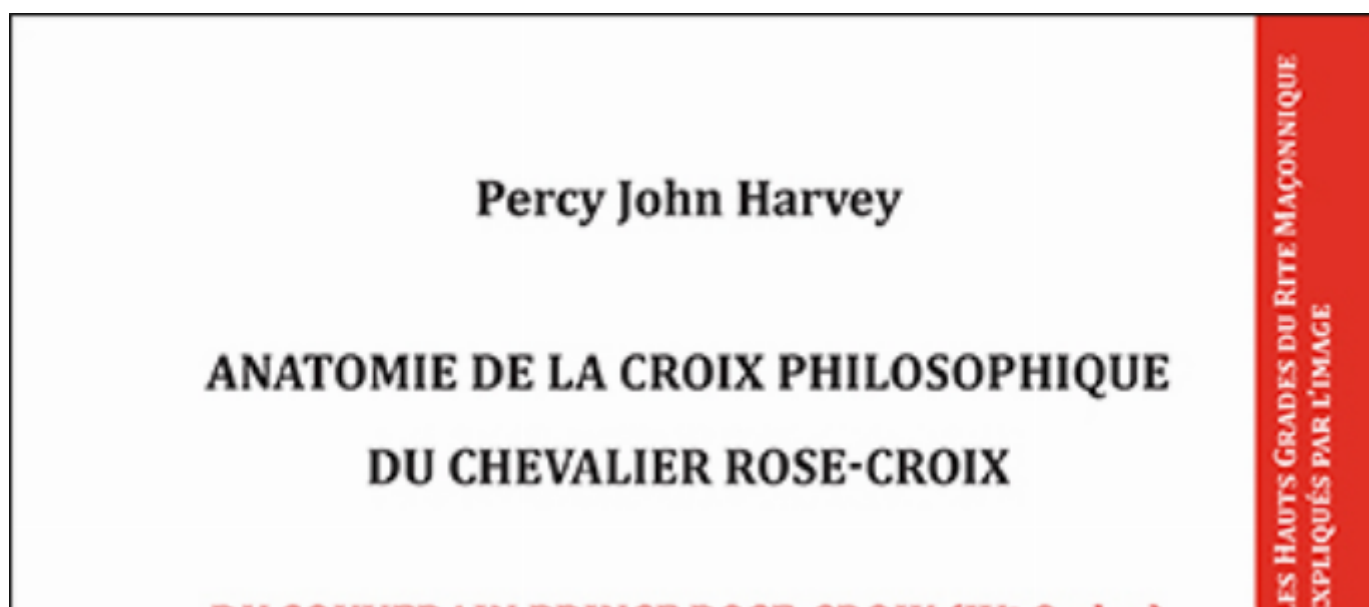 Percy John Harvey
ANATOMIE DE LA CROIX PHILOSOPHIQUE
DU CHEVALIER ROSE-CROIX
ES HAUTS GRADES DU RITE MAÇONNIQUE
XPLIQUÉS PAR L'IMAGE